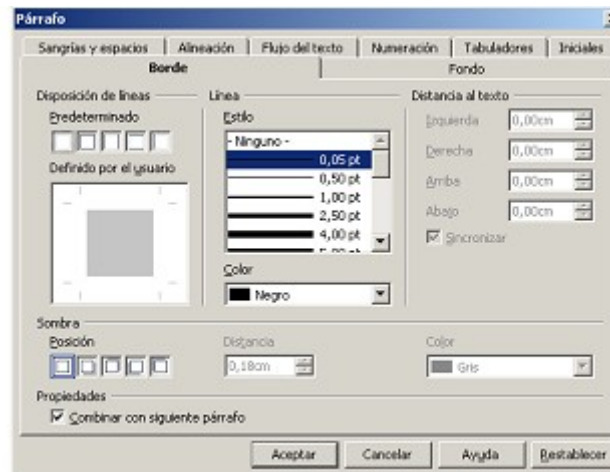 Párrafo
Sangrías y espacios Alineación Flujo del texto Numeración Tabuladores Iniciales
Borde Fondo
Disposición de líneas Línea Distancia al texto
Predeterminado Estilo Izquierda 0,00cm
- Ninguno - Derecha 0,00cm
0,05 pt
Definido por el usuario 0,50 pt Arriba 0,00cm
1,00 pt
2,50 pt Abajo 0,00cm
4,00 pt Sincronizar
Color
Negro
Sombra
Posición Distancia Color
0,18cm Gris
Propiedades
Combinar con siguiente párrafo
Aceptar Cancelar Ayuda Restablecer